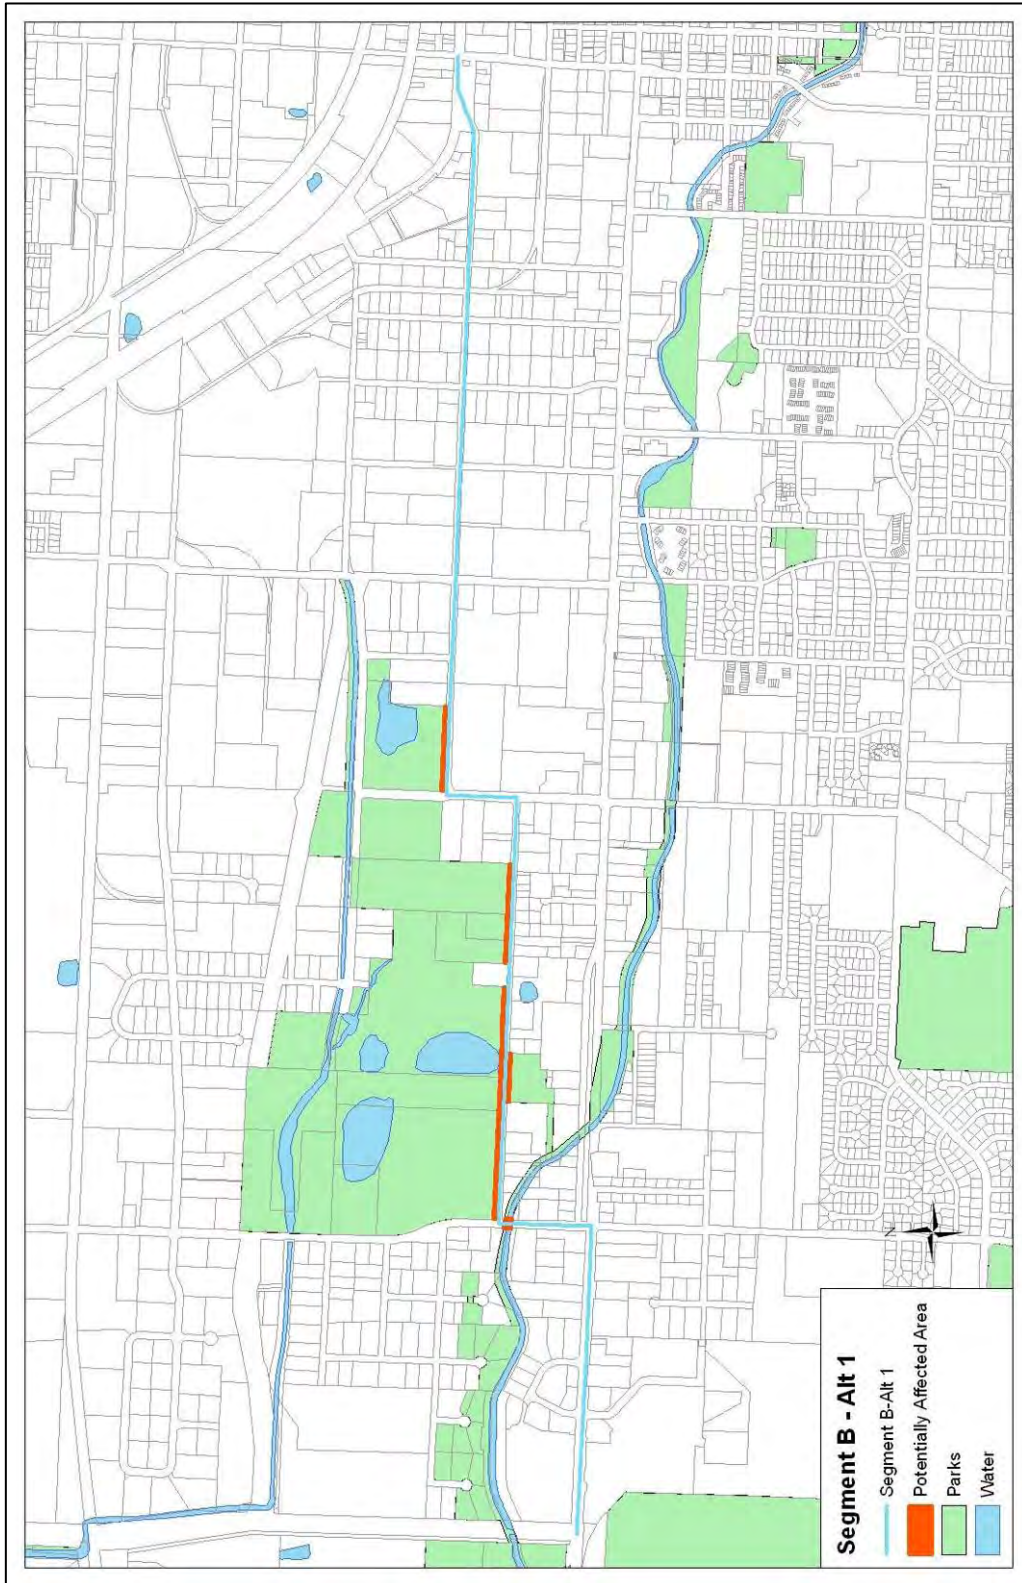 Segment B - Alt 1
Segment B-Alt 1
Potentially Affected Area
Parks
Water
N